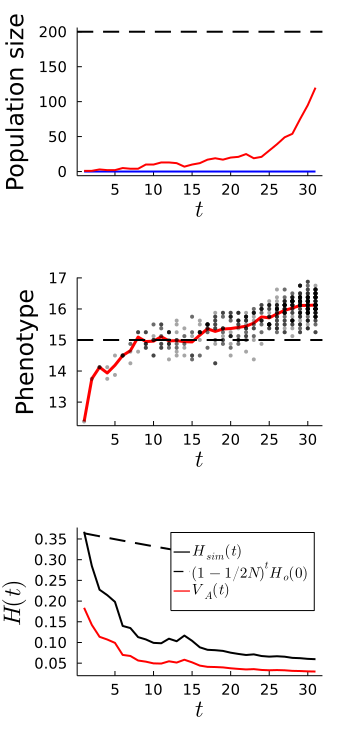 Population size
200
150
100
50
0
5 10 15 20 25 30
t
Phenotype
17
16
15
14
13
5 10 15 20 25 30
t
H(t)
0.35
0.30
0.25
0.20
0.15
0.10
0.05
H_{sim}(t)
(1 − 1/2N)^t H_o(0)
V_A(t)
5 10 15 20 25 30
t